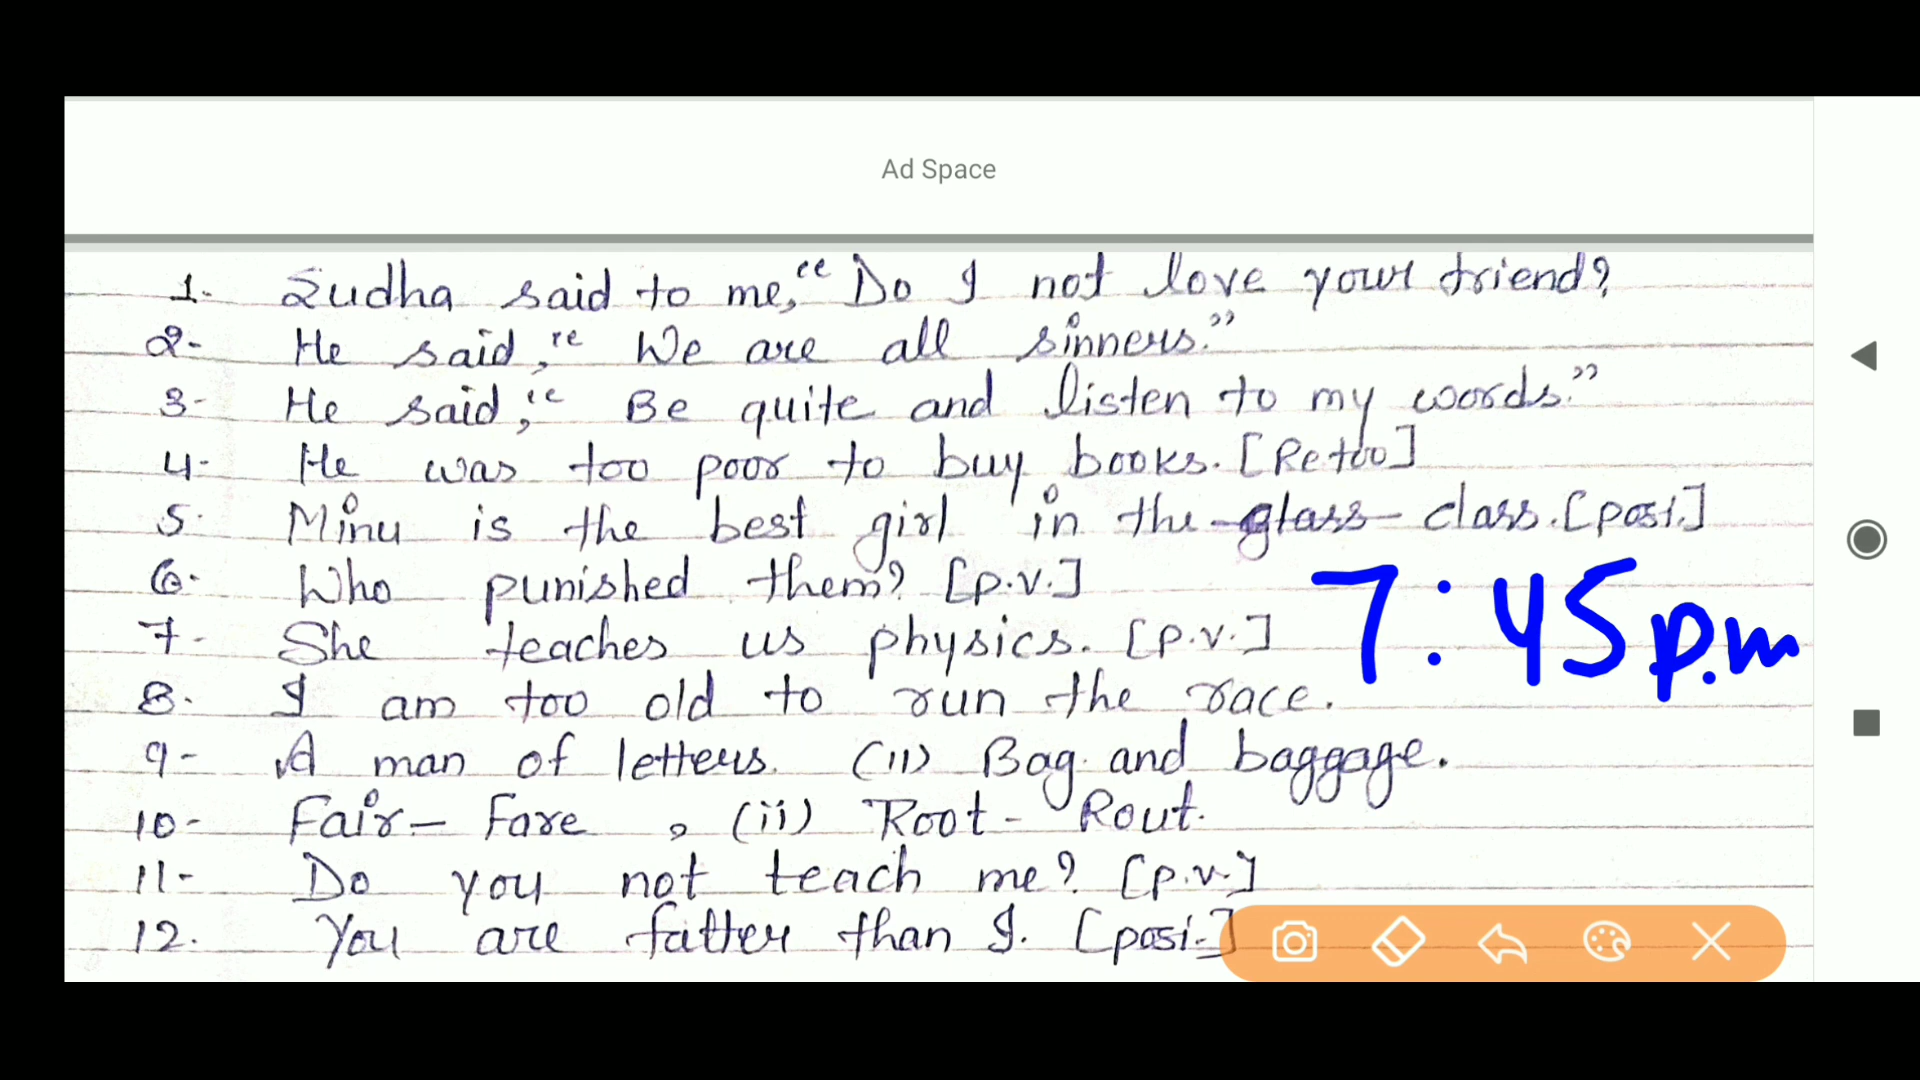 Ad Space
1. Sudha said to me, "Do I not love your friend?
2- He said, "We are all sinners."
3- He said, "Be quite and listen to my words."
4- He was too poor to buy books. [Re too]
5. Minu is the best girl in the glass class. [posi.]
6. Who punished them? [p.v.]
7. She teaches us physics. [p.v.]
7:45 p.m
8. I am too old to run the race.
9- A man of letters. (ii) Bag and baggage.
10- Fair - Fare, (ii) Root - Rout.
11- Do you not teach me? [p.v.]
12. You are fatter than I. [posi.]